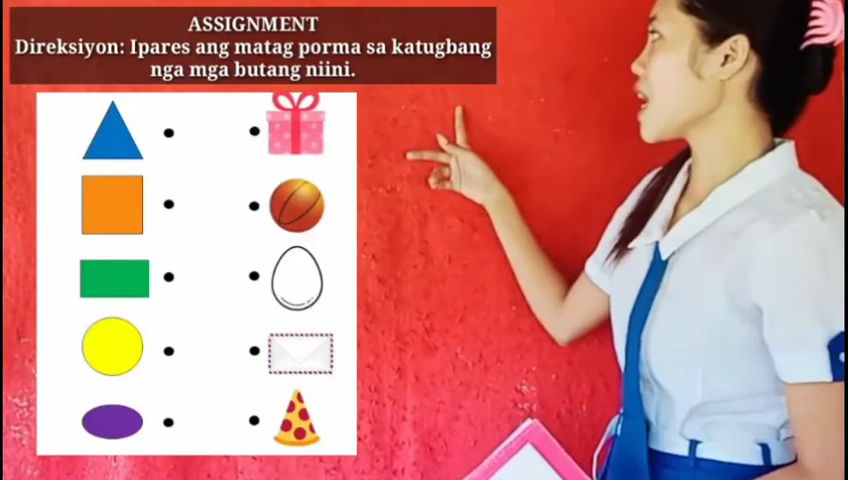 ASSIGNMENT
Direksiyon: Ipares ang matag porma sa katugbang
nga mga butang niini.